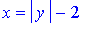 x = | y | − 2